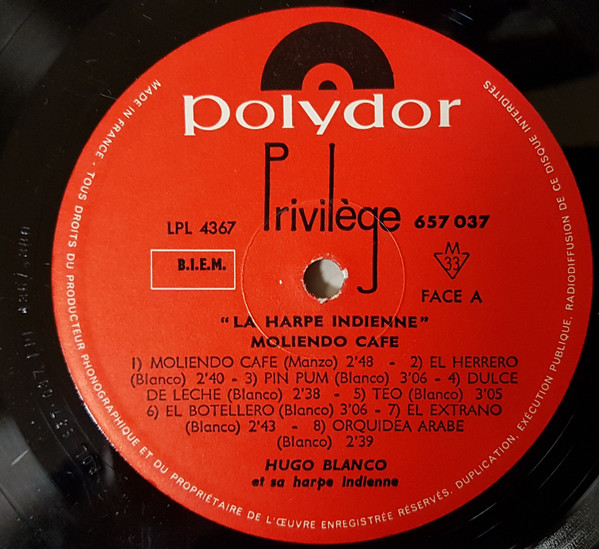 polydor
Privilège
LPL 4367
657 037
B.I.E.M.
M
33
FACE A
"LA HARPE INDIENNE"
MOLIENDO CAFE
1) MOLIENDO CAFE (Manzo) 2'48 - 2) EL HERRERO
(Blanco) 2'40 - 3) PIN PUM (Blanco) 3'06 - 4) DULCE
DE LECHE (Blanco) 2'38 - 5) TEO (Blanco) 3'05
6) EL BOTELLERO (Blanco) 3'06 - 7) EL EXTRANO
(Blanco) 2'43 - 8) ORQUIDEA ARABE
(Blanco) 2'39
HUGO BLANCO
et sa harpe indienne
MADE IN FRANCE - TOUS DROITS DU PRODUCTEUR PHONOGRAPHIQUE ET DU PROPRIÉTAIRE DE L'ŒUVRE ENREGISTRÉE RÉSERVÉS. DUPLICATION, EXÉCUTION PUBLIQUE, RADIODIFFUSION DE CE DISQUE INTERDITES